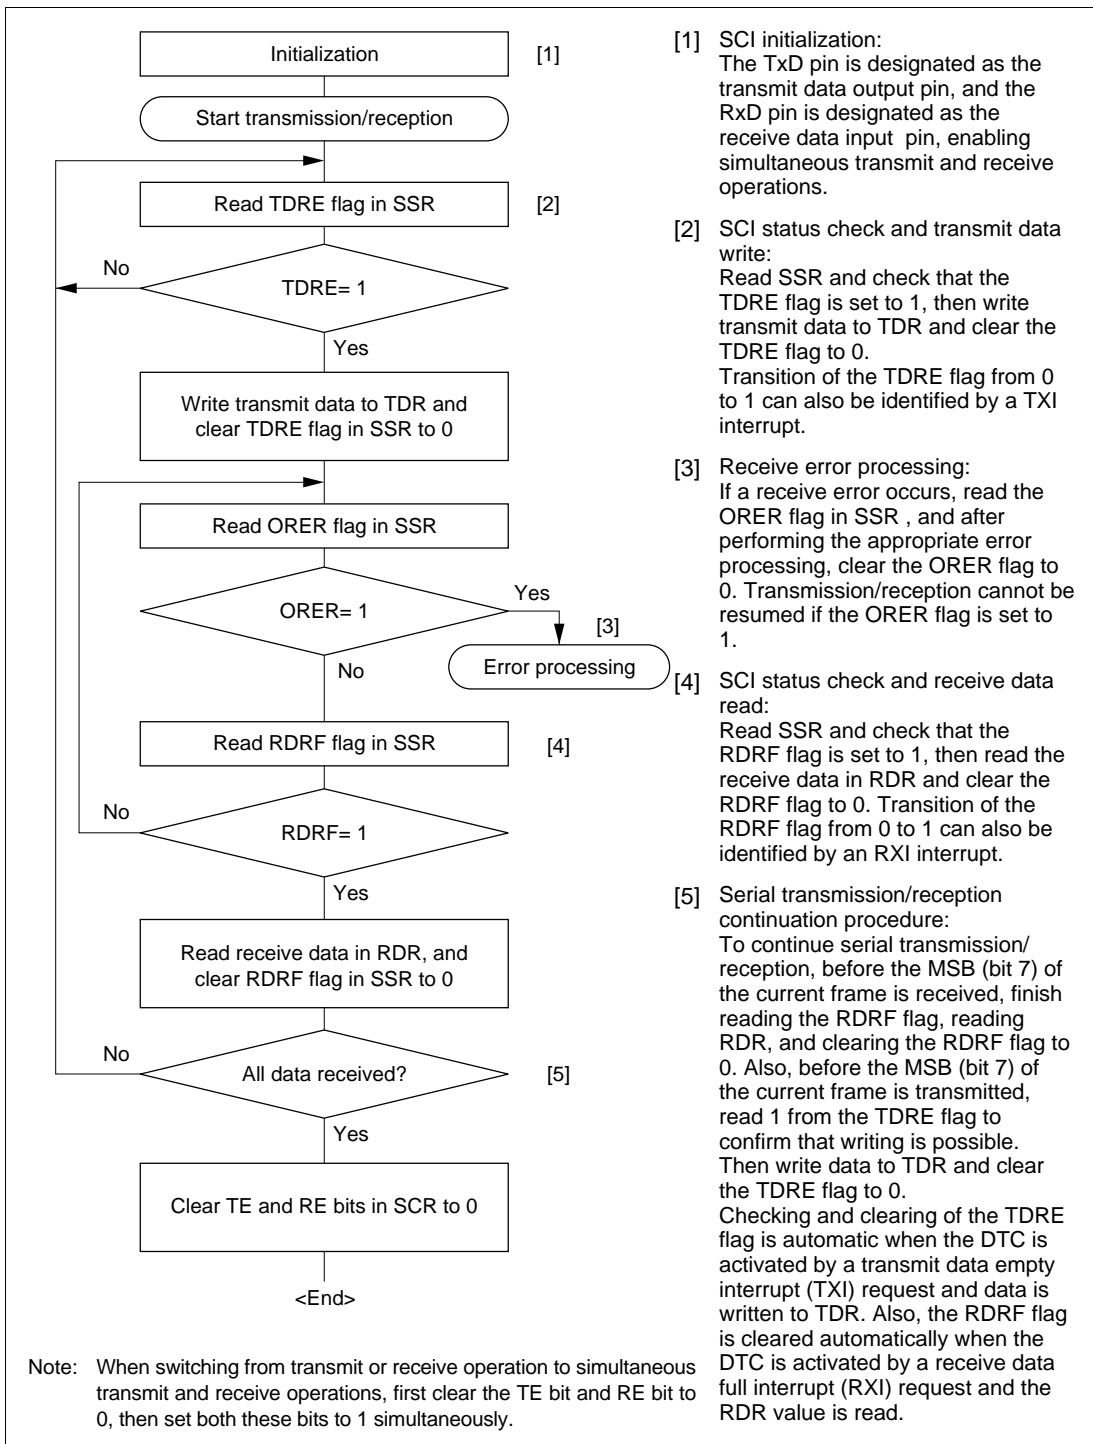 Initialization
[1]
Start transmission/reception
Read TDRE flag in SSR
[2]
No
TDRE= 1
Yes
Write transmit data to TDR and
clear TDRE flag in SSR to 0
Read ORER flag in SSR
Yes
ORER= 1
[3]
Error processing
No
Read RDRF flag in SSR
[4]
No
RDRF= 1
Yes
Read receive data in RDR, and
clear RDRF flag in SSR to 0
No
All data received?
[5]
Yes
Clear TE and RE bits in SCR to 0
<End>
[1] SCI initialization:
The TxD pin is designated as the
transmit data output pin, and the
RxD pin is designated as the
receive data input pin, enabling
simultaneous transmit and receive
operations.
[2] SCI status check and transmit data
write:
Read SSR and check that the
TDRE flag is set to 1, then write
transmit data to TDR and clear the
TDRE flag to 0.
Transition of the TDRE flag from 0
to 1 can also be identified by a TXI
interrupt.
[3] Receive error processing:
If a receive error occurs, read the
ORER flag in SSR , and after
performing the appropriate error
processing, clear the ORER flag to
0. Transmission/reception cannot be
resumed if the ORER flag is set to
1.
[4] SCI status check and receive data
read:
Read SSR and check that the
RDRF flag is set to 1, then read the
receive data in RDR and clear the
RDRF flag to 0. Transition of the
RDRF flag from 0 to 1 can also be
identified by an RXI interrupt.
[5] Serial transmission/reception
continuation procedure:
To continue serial transmission/
reception, before the MSB (bit 7) of
the current frame is received, finish
reading the RDRF flag, reading
RDR, and clearing the RDRF flag to
0. Also, before the MSB (bit 7) of
the current frame is transmitted,
read 1 from the TDRE flag to
confirm that writing is possible.
Then write data to TDR and clear
the TDRE flag to 0.
Checking and clearing of the TDRE
flag is automatic when the DTC is
activated by a transmit data empty
interrupt (TXI) request and data is
written to TDR. Also, the RDRF flag
is cleared automatically when the
DTC is activated by a receive data
full interrupt (RXI) request and the
RDR value is read.
Note: When switching from transmit or receive operation to simultaneous
transmit and receive operations, first clear the TE bit and RE bit to
0, then set both these bits to 1 simultaneously.